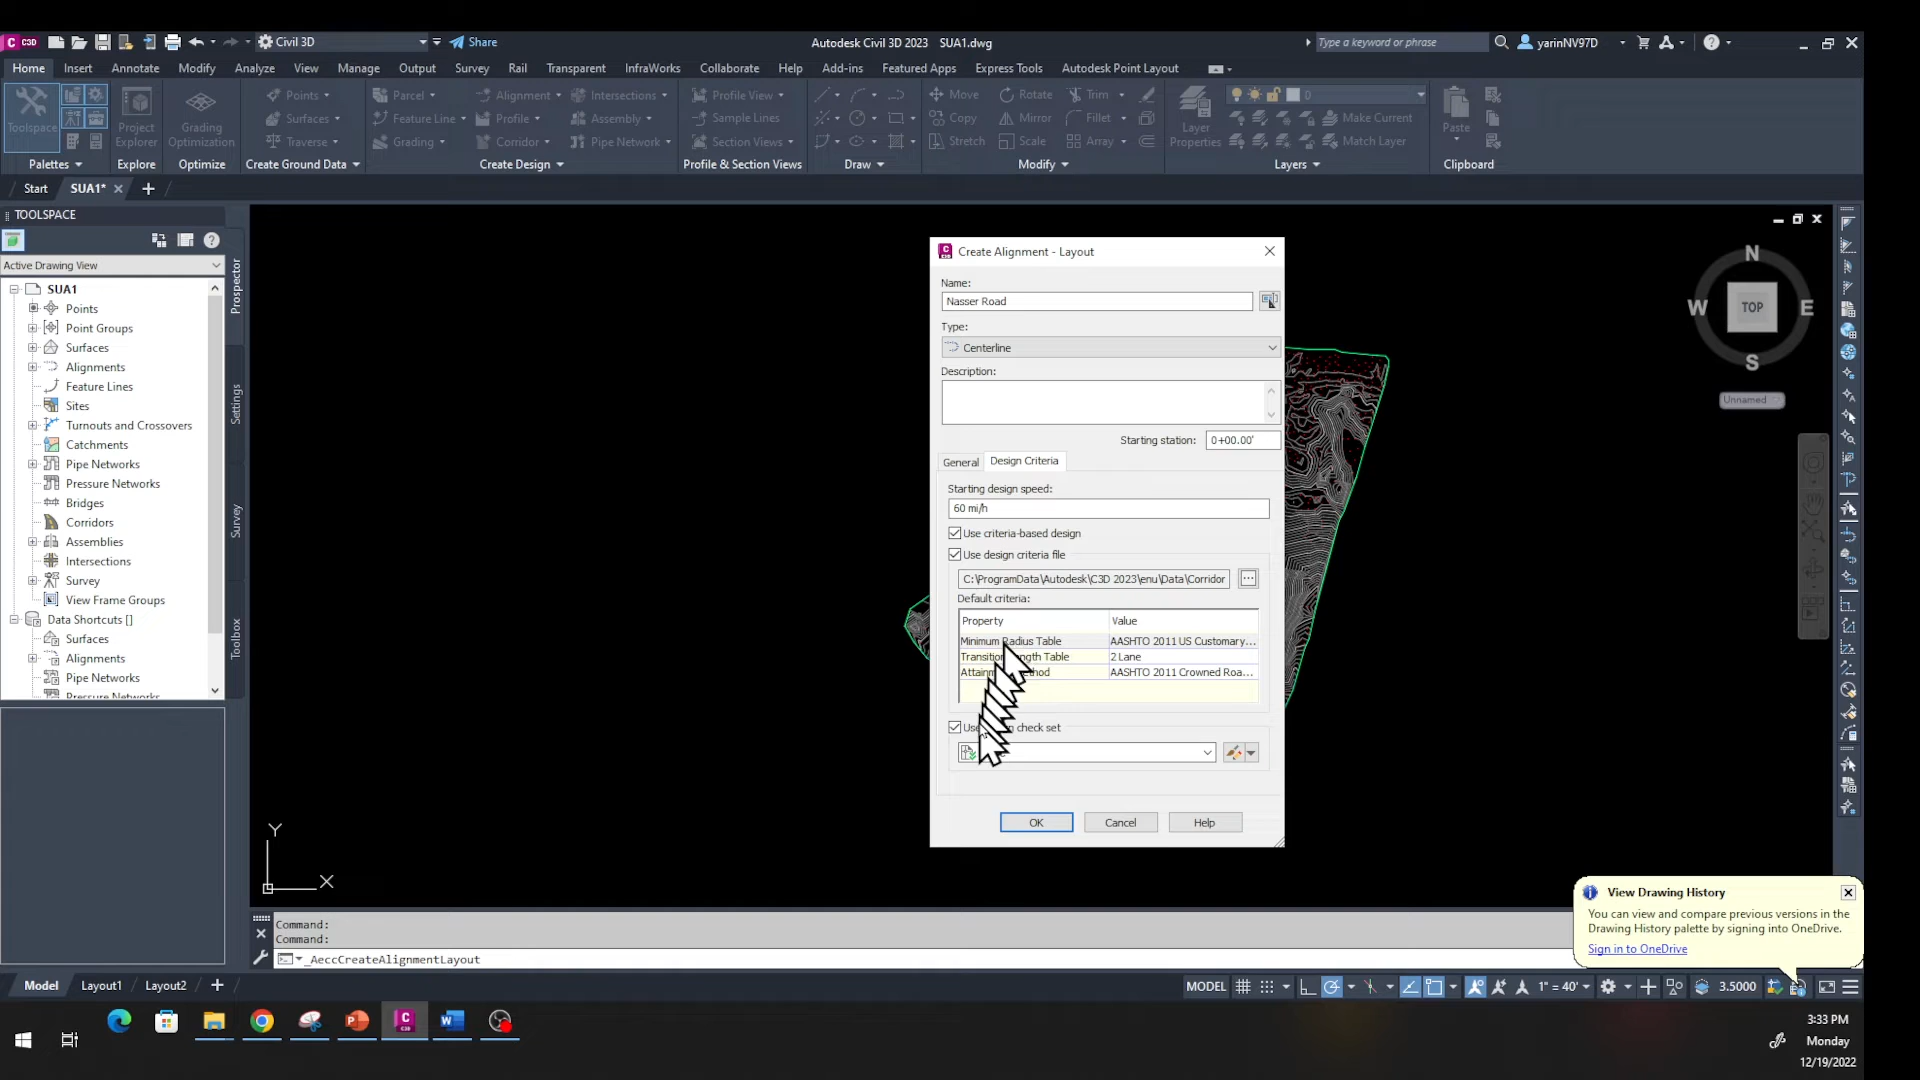 C3D Civil 3D Share Autodesk Civil 3D 2023 SUA1.dwg Type a keyword or phrase yarinNV97D
Home Insert Annotate Modify Analyze View Manage Output Survey Rail Transparent InfraWorks Collaborate Help Add-ins Featured Apps Express Tools Autodesk Point Layout
Points Parcel Alignment Intersections Profile View Move Rotate Trim 0
Toolspace Project Explorer Grading Optimization Surfaces Feature Line Profile Assembly Sample Lines Copy Mirror Fillet Layer Properties Make Current Paste
Traverse Grading Corridor Pipe Network Section Views Stretch Scale Array Match Layer
Palettes Explore Optimize Create Ground Data Create Design Profile & Section Views Draw Modify Layers Clipboard
Start SUA1*
TOOLSPACE
Active Drawing View
SUA1
Points
Point Groups
Surfaces
Alignments
Feature Lines
Sites
Turnouts and Crossovers
Catchments
Pipe Networks
Pressure Networks
Bridges
Corridors
Assemblies
Intersections
Survey
View Frame Groups
Data Shortcuts []
Surfaces
Alignments
Pipe Networks
Pressure Networks
Prospector
Settings
Survey
Toolbox
Create Alignment - Layout
Name:
Nasser Road
Type:
Centerline
Description:
Starting station: 0+00.00'
General Design Criteria
Starting design speed:
60 mi/h
Use criteria-based design
Use design criteria file
C:\ProgramData\Autodesk\C3D 2023\enu\Data\Corridor
Default criteria:
Property Value
Minimum Radius Table AASHTO 2011 US Customary...
2 Lane
AASHTO 2011 Crowned Roa...
check set
OK Cancel Help
N
W TOP E
S
Unnamed
Y
X
Command:
Command:
_AeccCreateAlignmentLayout
View Drawing History
You can view and compare previous versions in the
Drawing History palette by signing into OneDrive.
Sign in to OneDrive
Model Layout1 Layout2 MODEL 1" = 40' 3.5000
3:33 PM
Monday
12/19/2022